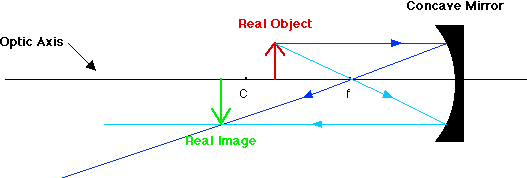 Concave Mirror
Real Object
Optic Axis
C
f
Real Image